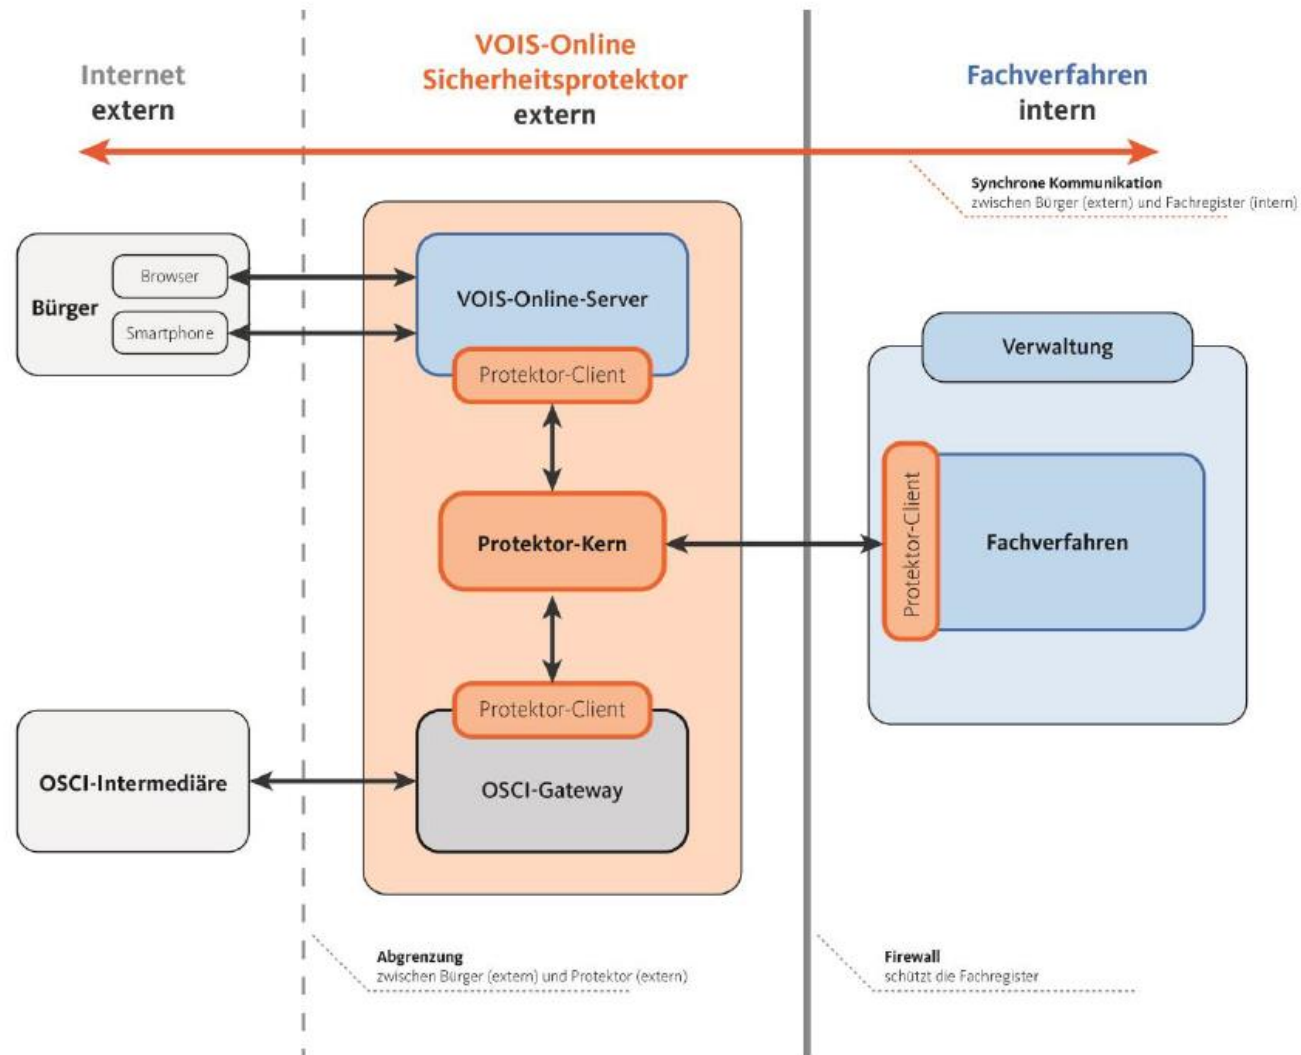 Internet
extern
VOIS-Online
Sicherheitsprotektor
extern
Fachverfahren
intern
Synchrone Kommunikation
zwischen Bürger (extern) und Fachregister (intern)
Bürger
Browser
Smartphone
VOIS-Online-Server
Protektor-Client
Verwaltung
Protektor-Kern
Protektor-Client
Fachverfahren
Protektor-Client
OSCI-Intermediäre
OSCI-Gateway
Abgrenzung
zwischen Bürger (extern) und Protektor (extern)
Firewall
schützt die Fachregister